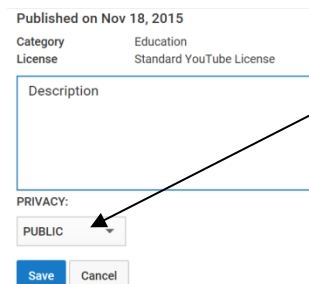 Published on Nov 18, 2015
Category Education
License Standard YouTube License
Description
PRIVACY:
PUBLIC
Save Cancel